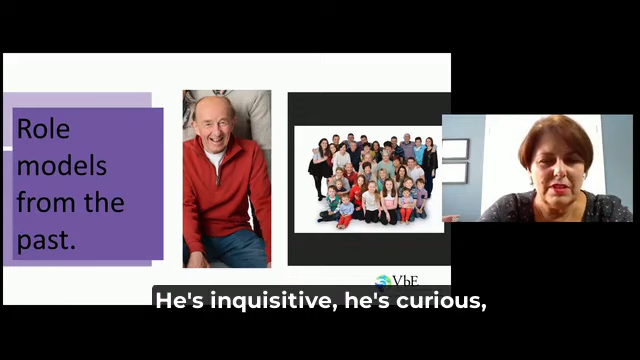 Role
models
from the
past.
VbE
He's inquisitive, he's curious,